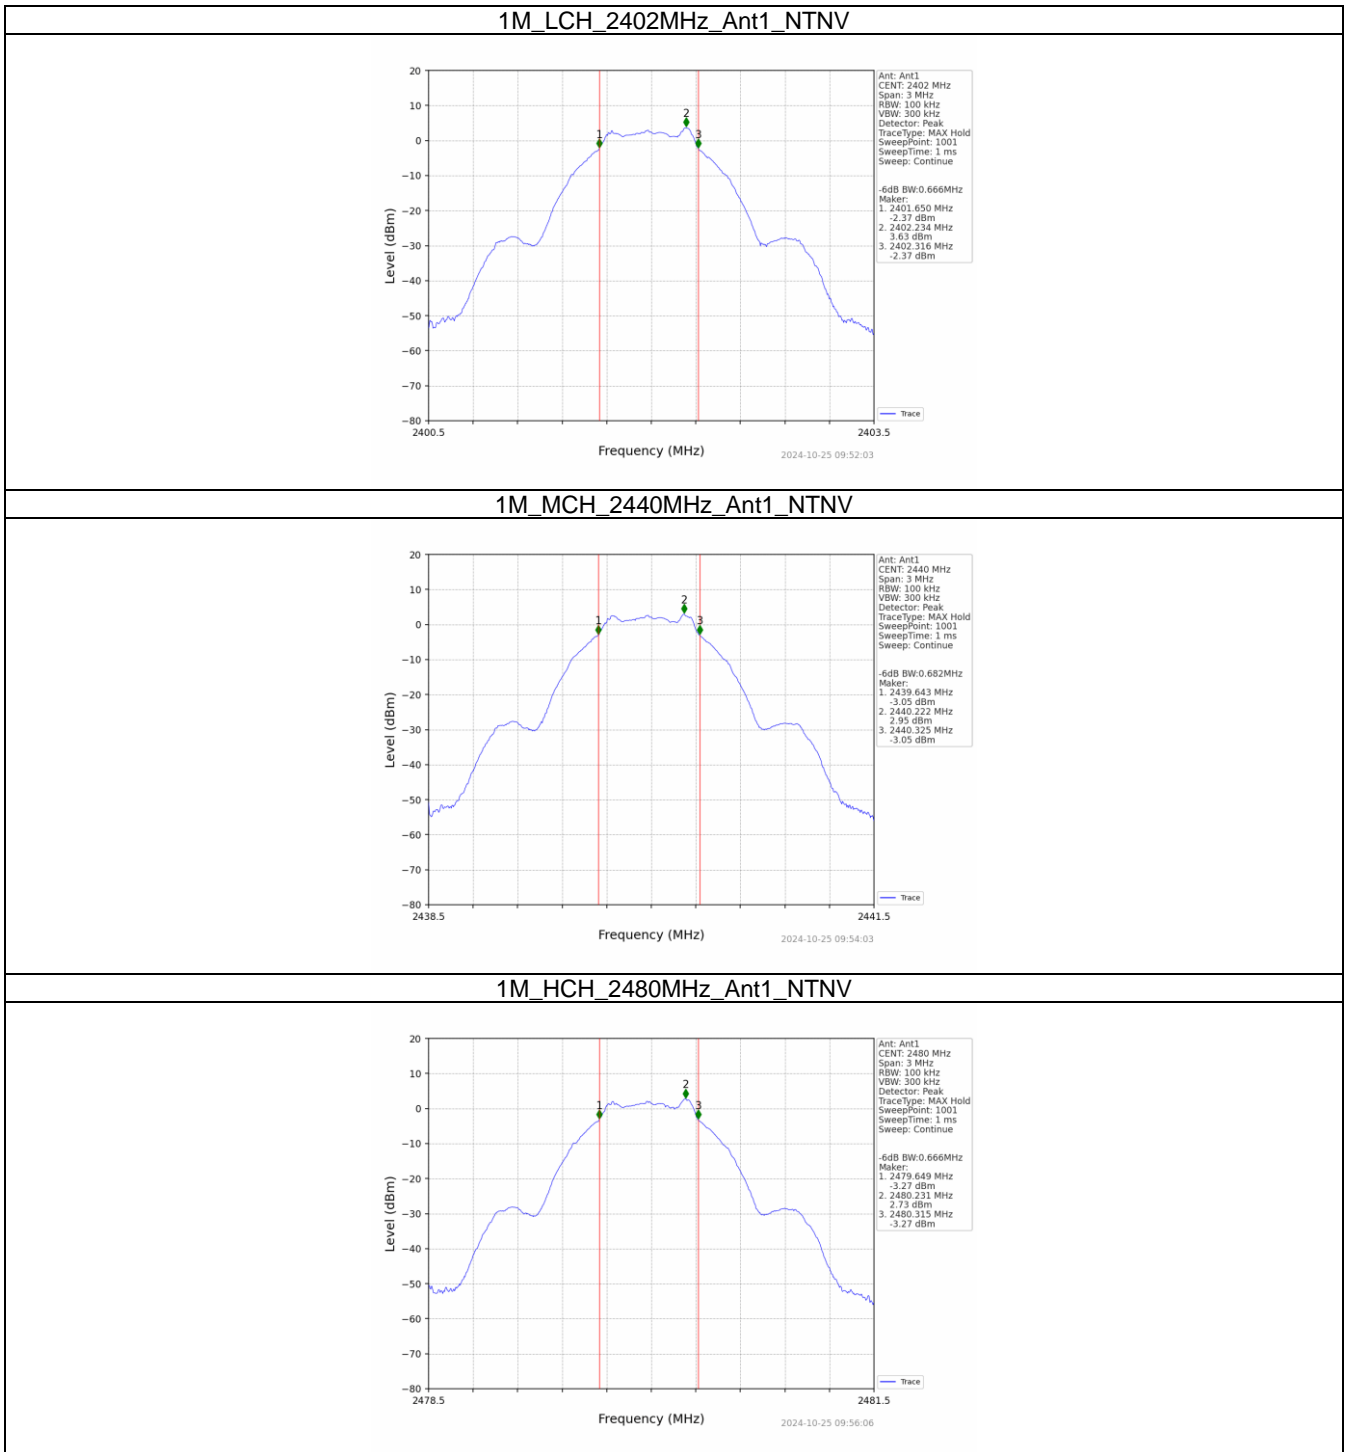 1M_LCH_2402MHz_Ant1_NTNV
20
10
0
−10
−20
−30
−40
−50
−60
−70
−80
Level (dBm)
1
2
3
2400.5
2403.5
Frequency (MHz)
2024-10-25 09:52:03
Ant: Ant1
CENT: 2402 MHz
Span: 3 MHz
RBW: 100 kHz
VBW: 300 kHz
Detector: Peak
TraceType: MAX Hold
SweepPoint: 1001
SweepTime: 1 ms
Sweep: Continue
-6dB BW:0.666MHz
Maker:
1. 2401.650 MHz
-2.37 dBm
2. 2402.234 MHz
3.63 dBm
3. 2402.316 MHz
-2.37 dBm
Trace
1M_MCH_2440MHz_Ant1_NTNV
20
10
0
−10
−20
−30
−40
−50
−60
−70
−80
Level (dBm)
1
2
3
2438.5
2441.5
Frequency (MHz)
2024-10-25 09:54:03
Ant: Ant1
CENT: 2440 MHz
Span: 3 MHz
RBW: 100 kHz
VBW: 300 kHz
Detector: Peak
TraceType: MAX Hold
SweepPoint: 1001
SweepTime: 1 ms
Sweep: Continue
-6dB BW:0.682MHz
Maker:
1. 2439.643 MHz
-3.05 dBm
2. 2440.222 MHz
2.95 dBm
3. 2440.325 MHz
-3.05 dBm
Trace
1M_HCH_2480MHz_Ant1_NTNV
20
10
0
−10
−20
−30
−40
−50
−60
−70
−80
Level (dBm)
1
2
3
2478.5
2481.5
Frequency (MHz)
2024-10-25 09:56:06
Ant: Ant1
CENT: 2480 MHz
Span: 3 MHz
RBW: 100 kHz
VBW: 300 kHz
Detector: Peak
TraceType: MAX Hold
SweepPoint: 1001
SweepTime: 1 ms
Sweep: Continue
-6dB BW:0.666MHz
Maker:
1. 2479.649 MHz
-3.27 dBm
2. 2480.231 MHz
2.73 dBm
3. 2480.315 MHz
-3.27 dBm
Trace